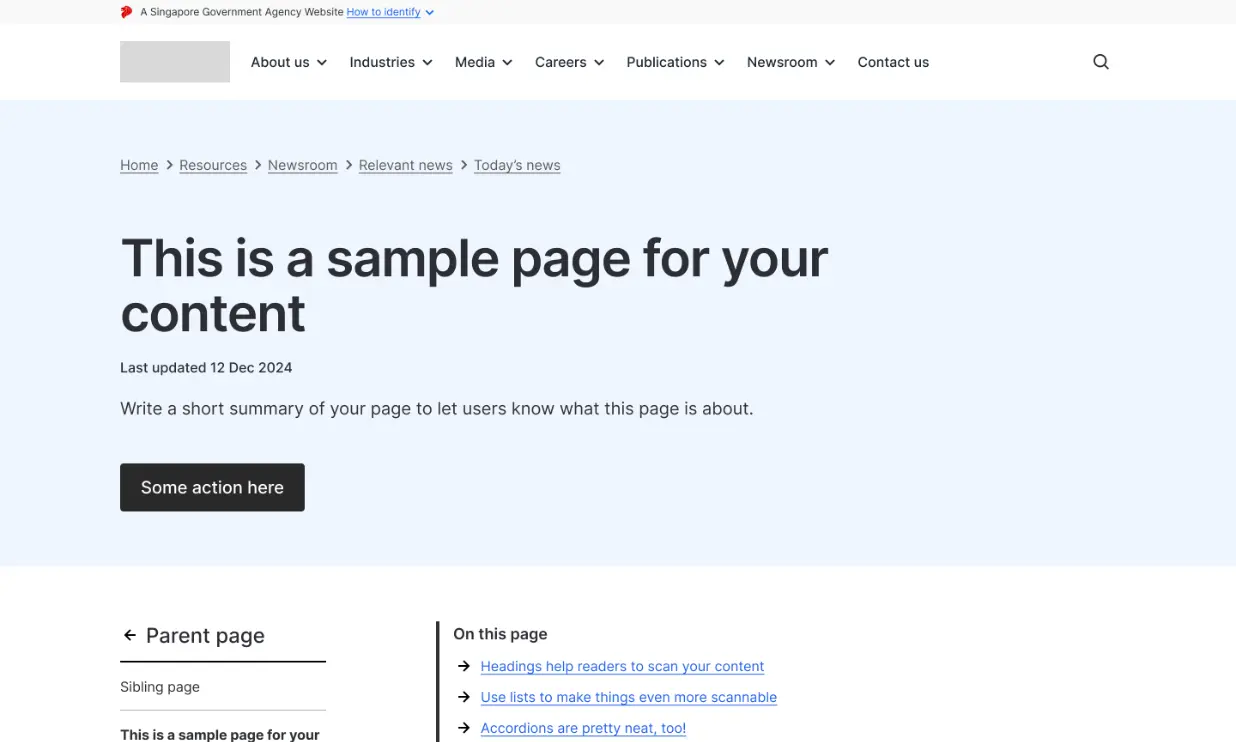 A Singapore Government Agency Website How to identify
About us Industries Media Careers Publications Newsroom Contact us
Home Resources Newsroom Relevant news Today’s news
This is a sample page for your
content
Last updated 12 Dec 2024
Write a short summary of your page to let users know what this page is about.
Some action here
Parent page
Sibling page
This is a sample page for your
On this page
Headings help readers to scan your content
Use lists to make things even more scannable
Accordions are pretty neat, too!